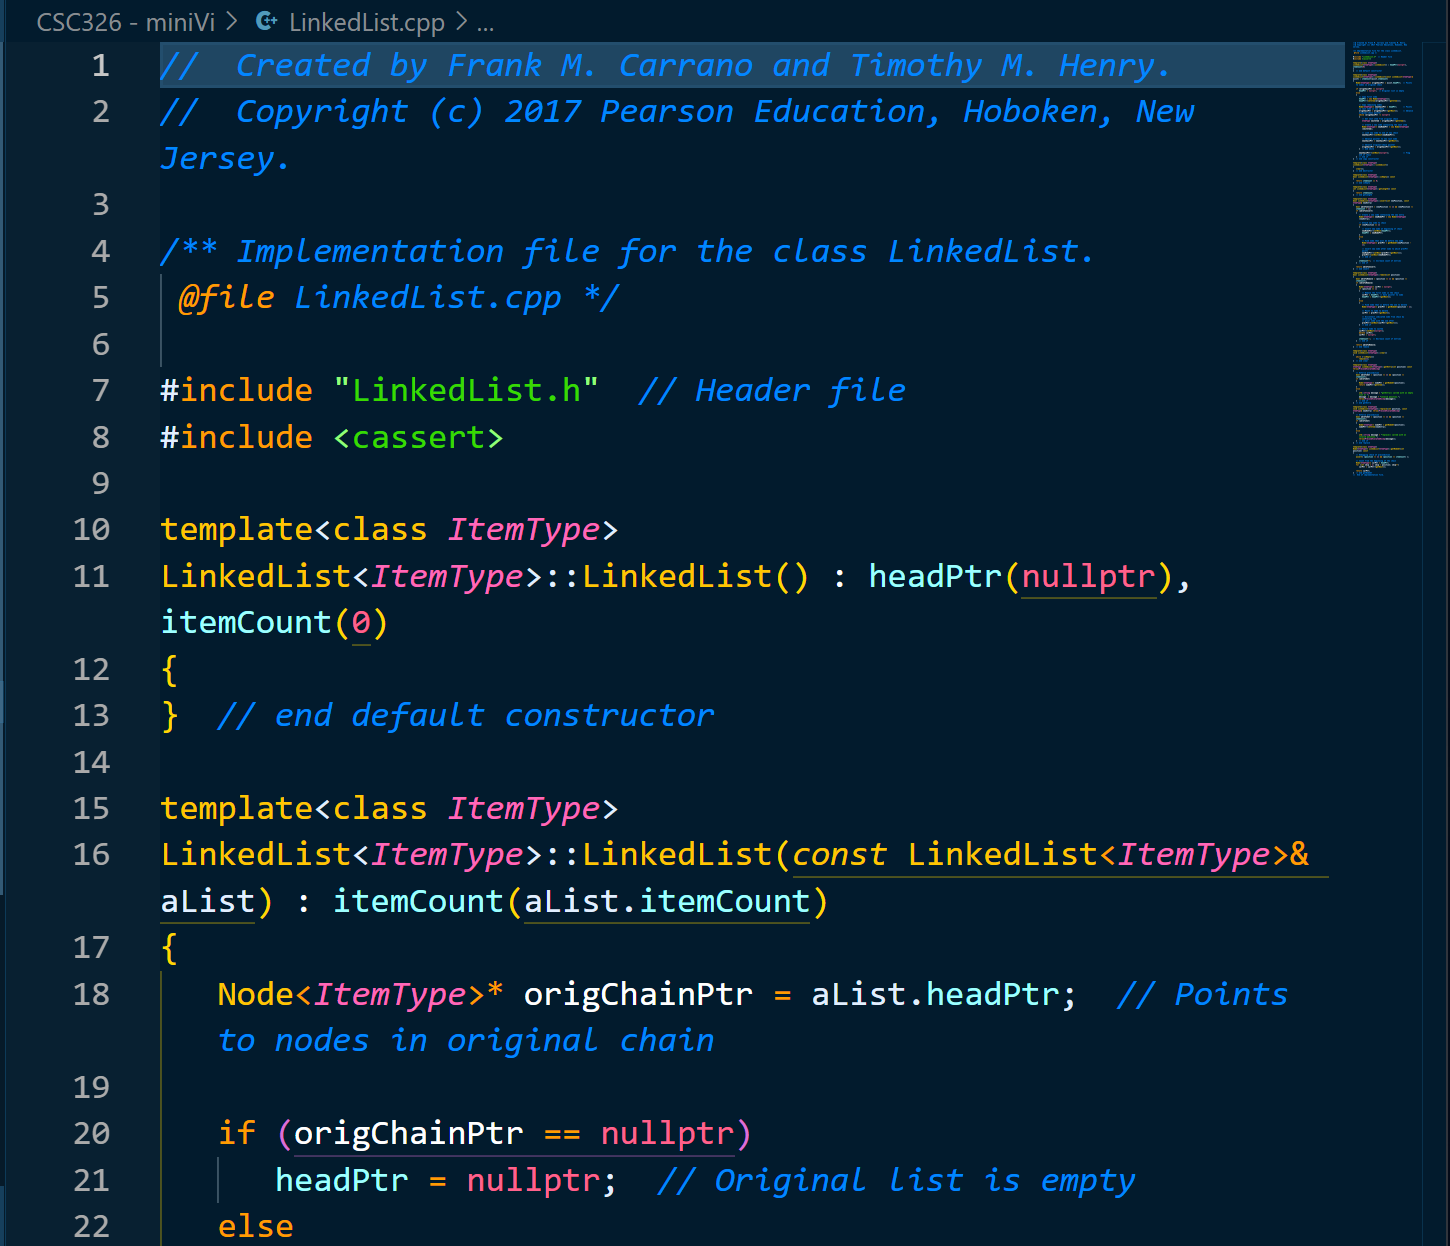 CSC326 - miniVi > LinkedList.cpp > ...
1 //  Created by Frank M. Carrano and Timothy M. Henry.
2 //  Copyright (c) 2017 Pearson Education, Hoboken, New
Jersey.
3
4 /** Implementation file for the class LinkedList.
5  @file LinkedList.cpp */
6
7 #include "LinkedList.h"  // Header file
8 #include <cassert>
9
10 template<class ItemType>
11 LinkedList<ItemType>::LinkedList() : headPtr(nullptr),
itemCount(0)
12 {
13 }  // end default constructor
14
15 template<class ItemType>
16 LinkedList<ItemType>::LinkedList(const LinkedList<ItemType>&
aList) : itemCount(aList.itemCount)
17 {
18    Node<ItemType>* origChainPtr = aList.headPtr;  // Points
to nodes in original chain
19
20    if (origChainPtr == nullptr)
21       headPtr = nullptr;  // Original list is empty
22    else